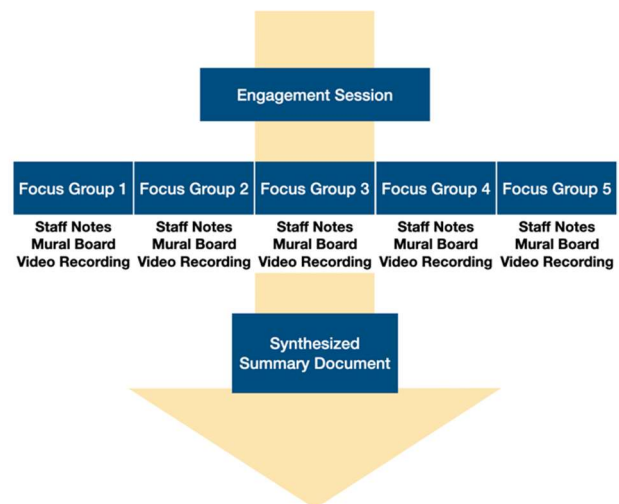 Engagement Session
Focus Group 1 Focus Group 2 Focus Group 3 Focus Group 4 Focus Group 5
Staff Notes Staff Notes Staff Notes Staff Notes Staff Notes
Mural Board Mural Board Mural Board Mural Board Mural Board
Video Recording Video Recording Video Recording Video Recording Video Recording
Synthesized
Summary Document